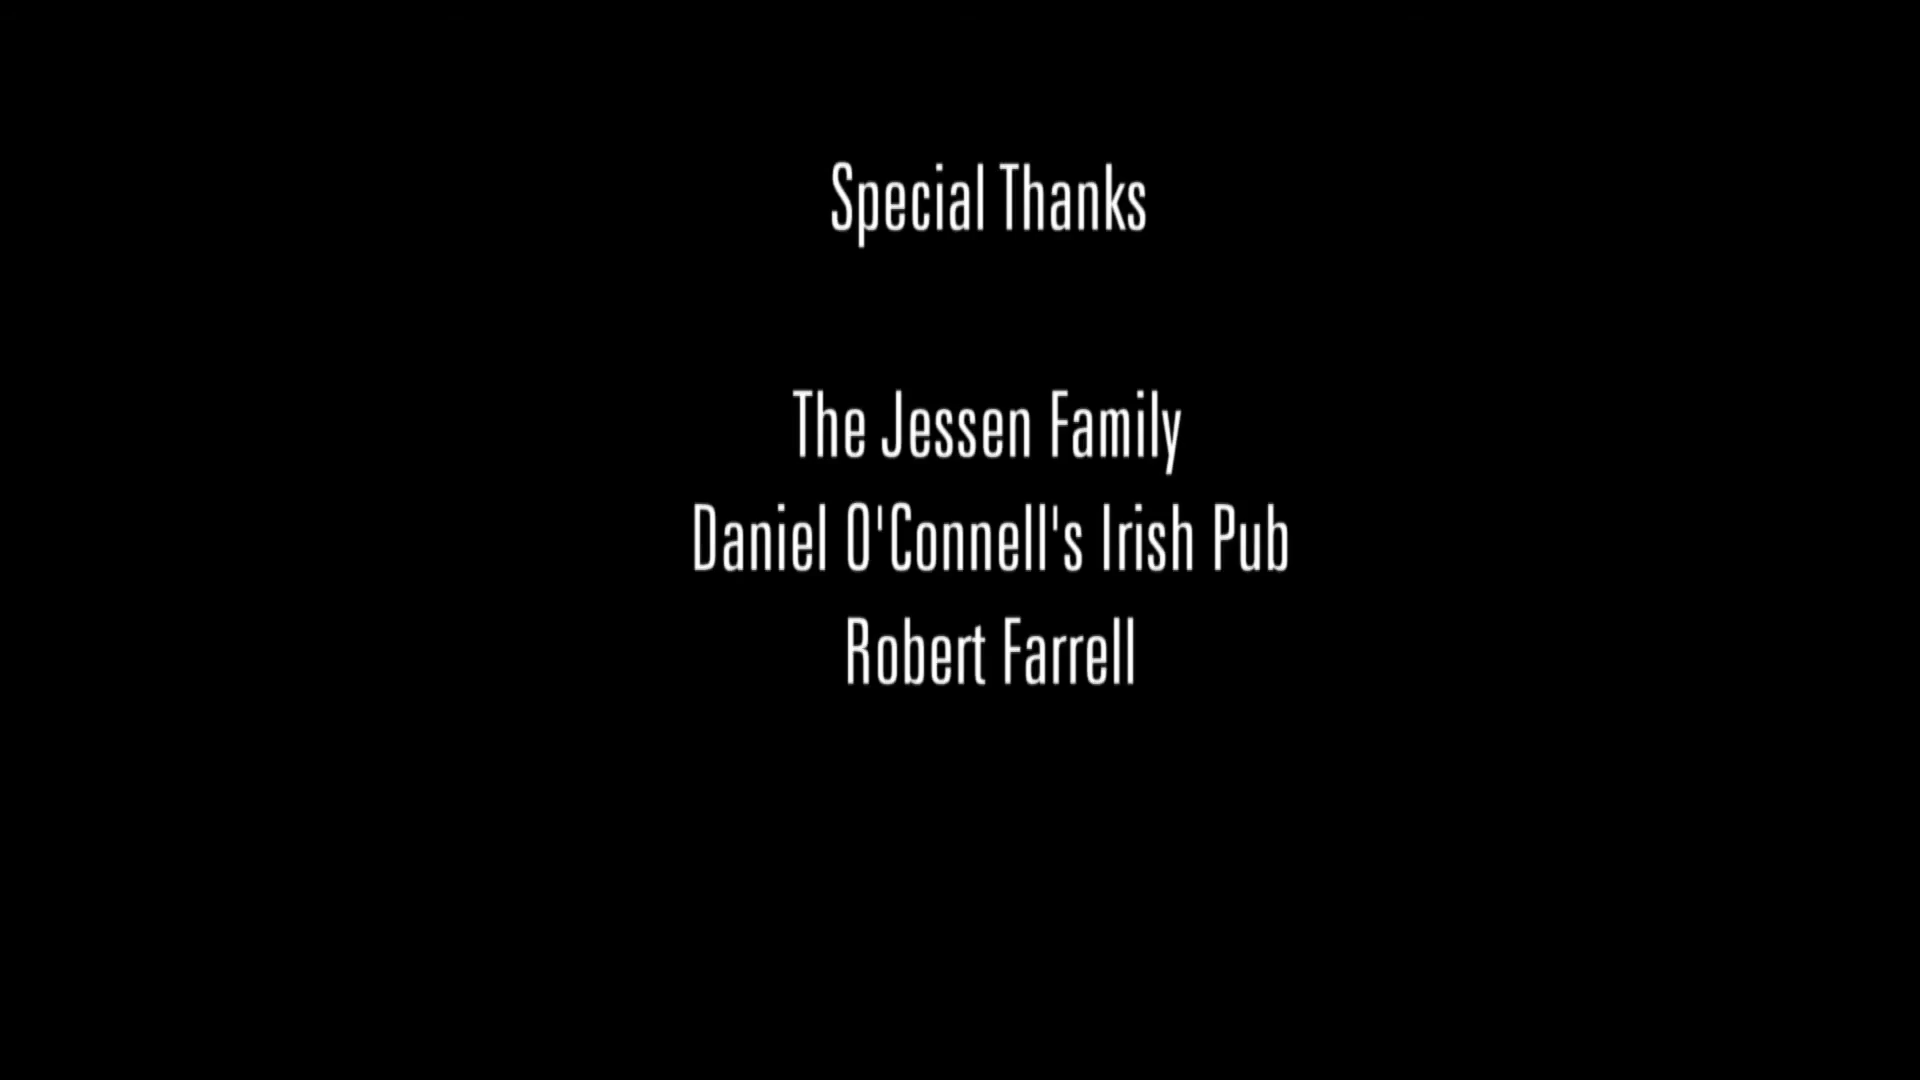 Special Thanks
The Jessen Family
Daniel O'Connell's Irish Pub
Robert Farrell